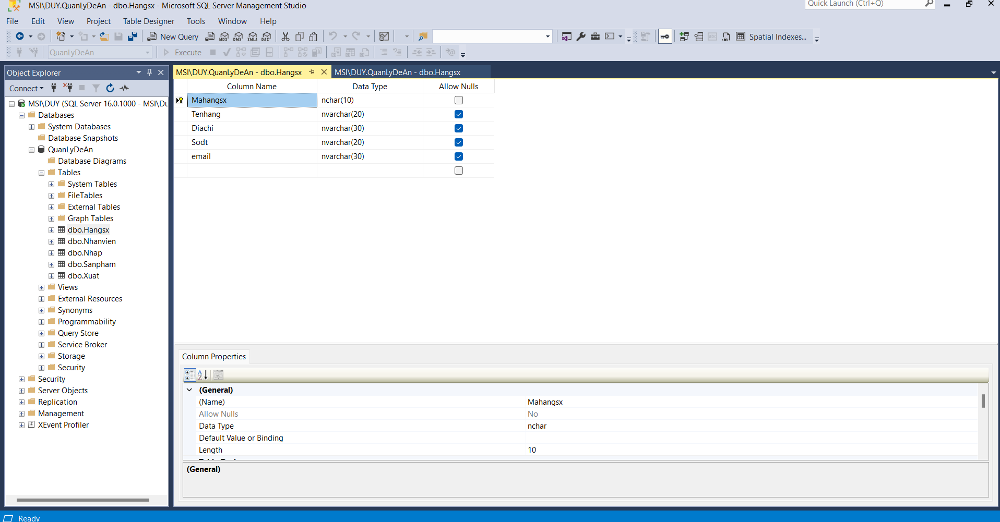 MSI\DUY.QuanLyDeAn - dbo.Hangsx - Microsoft SQL Server Management Studio
Quick Launch (Ctrl+Q)
File Edit View Project Table Designer Tools Window Help
New Query MDX DMX XMLA DAX Spatial Indexes...
QuanLyDeAn Execute
Object Explorer
Connect
MSI\DUY (SQL Server 16.0.1000 - MSI\Du
Databases
System Databases
Database Snapshots
QuanLyDeAn
Database Diagrams
Tables
System Tables
FileTables
External Tables
Graph Tables
dbo.Hangsx
dbo.Nhanvien
dbo.Nhap
dbo.Sanpham
dbo.Xuat
Views
External Resources
Synonyms
Programmability
Query Store
Service Broker
Storage
Security
Security
Server Objects
Replication
Management
XEvent Profiler
MSI\DUY.QuanLyDeAn - dbo.Hangsx MSI\DUY.QuanLyDeAn - dbo.Hangsx
Column Name Data Type Allow Nulls
Mahangsx nchar(10)
Tenhang nvarchar(20)
Diachi nvarchar(30)
Sodt nvarchar(20)
email nvarchar(30)
Column Properties
(General)
(Name) Mahangsx
Allow Nulls No
Data Type nchar
Default Value or Binding
Length 10
(General)
Ready